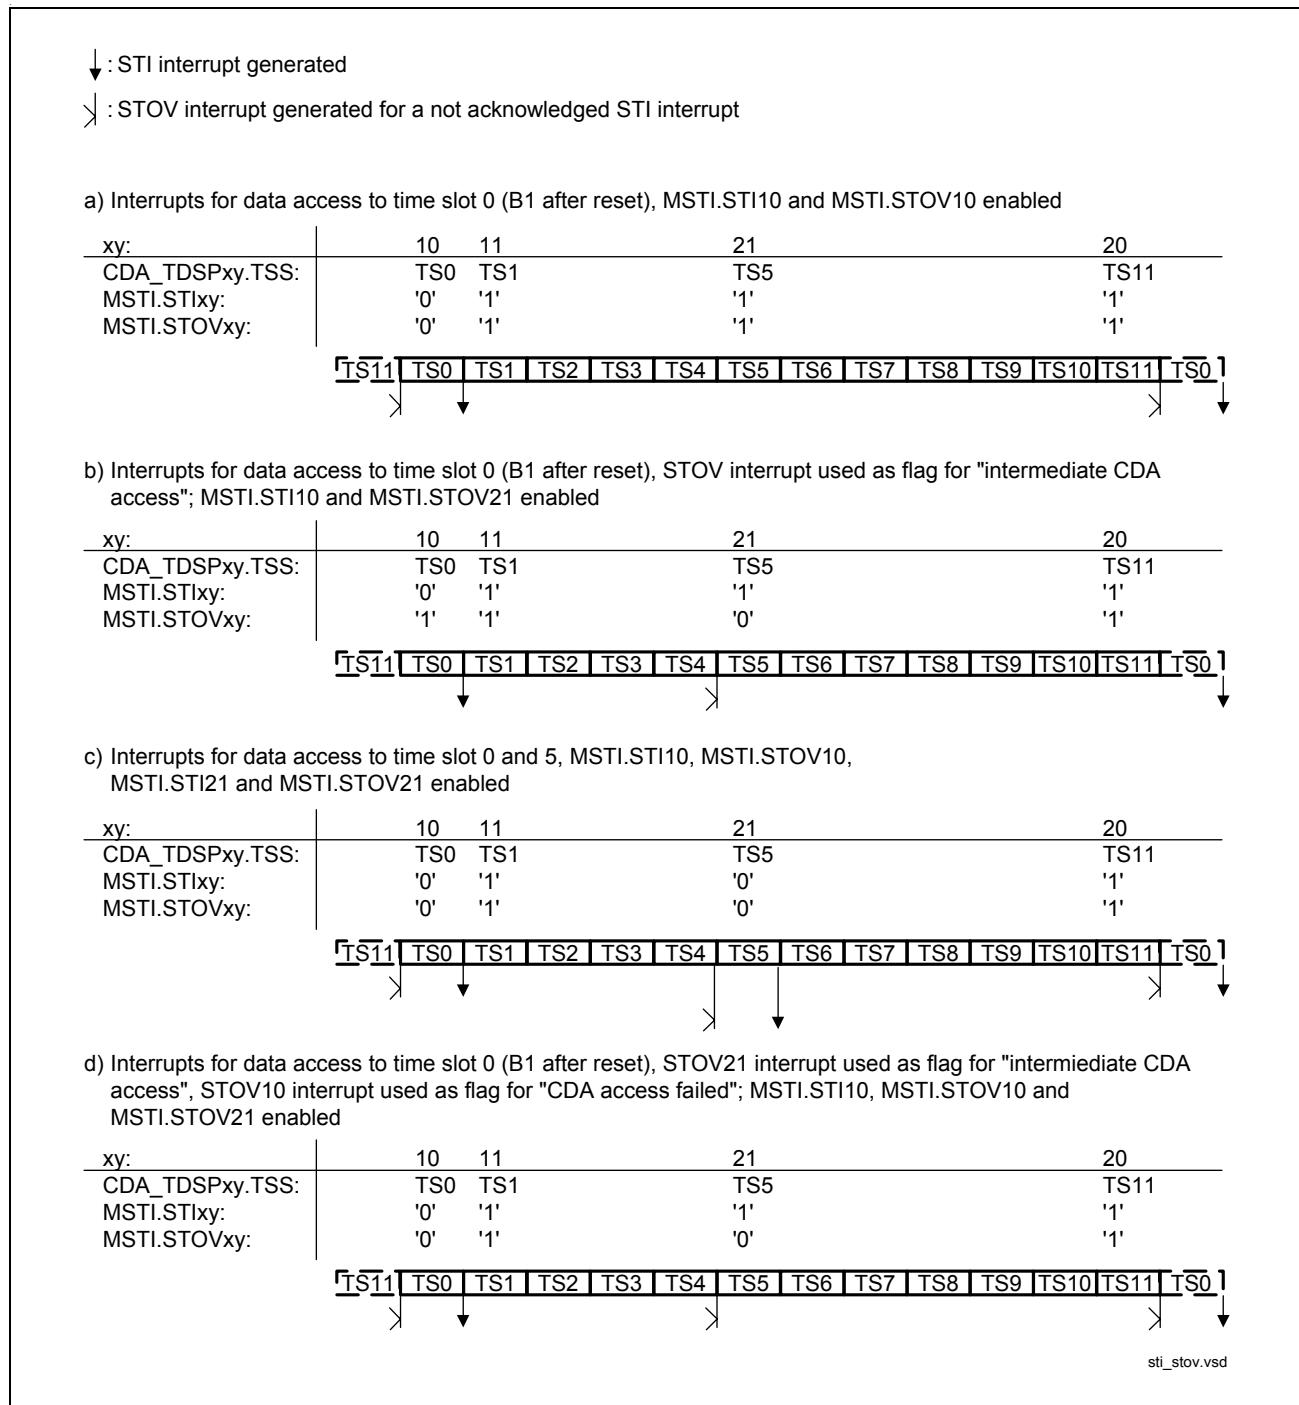 : STI interrupt generated
: STOV interrupt generated for a not acknowledged STI interrupt
a) Interrupts for data access to time slot 0 (B1 after reset), MSTI.STI10 and MSTI.STOV10 enabled
xy: 10 11 21 20
CDA_TDSPxy.TSS: TS0 TS1 TS5 TS11
MSTI.STIxy: '0' '1' '1' '1'
MSTI.STOVxy: '0' '1' '1' '1'
TS11 TS0 TS1 TS2 TS3 TS4 TS5 TS6 TS7 TS8 TS9 TS10 TS11 TS0
b) Interrupts for data access to time slot 0 (B1 after reset), STOV interrupt used as flag for "intermediate CDA
access"; MSTI.STI10 and MSTI.STOV21 enabled
xy: 10 11 21 20
CDA_TDSPxy.TSS: TS0 TS1 TS5 TS11
MSTI.STIxy: '0' '1' '1' '1'
MSTI.STOVxy: '1' '1' '0' '1'
TS11 TS0 TS1 TS2 TS3 TS4 TS5 TS6 TS7 TS8 TS9 TS10 TS11 TS0
c) Interrupts for data access to time slot 0 and 5, MSTI.STI10, MSTI.STOV10,
MSTI.STI21 and MSTI.STOV21 enabled
xy: 10 11 21 20
CDA_TDSPxy.TSS: TS0 TS1 TS5 TS11
MSTI.STIxy: '0' '1' '0' '1'
MSTI.STOVxy: '0' '1' '0' '1'
TS11 TS0 TS1 TS2 TS3 TS4 TS5 TS6 TS7 TS8 TS9 TS10 TS11 TS0
d) Interrupts for data access to time slot 0 (B1 after reset), STOV21 interrupt used as flag for "intermiediate CDA
access", STOV10 interrupt used as flag for "CDA access failed"; MSTI.STI10, MSTI.STOV10 and
MSTI.STOV21 enabled
xy: 10 11 21 20
CDA_TDSPxy.TSS: TS0 TS1 TS5 TS11
MSTI.STIxy: '0' '1' '1' '1'
MSTI.STOVxy: '0' '1' '0' '1'
TS11 TS0 TS1 TS2 TS3 TS4 TS5 TS6 TS7 TS8 TS9 TS10 TS11 TS0
sti_stov.vsd